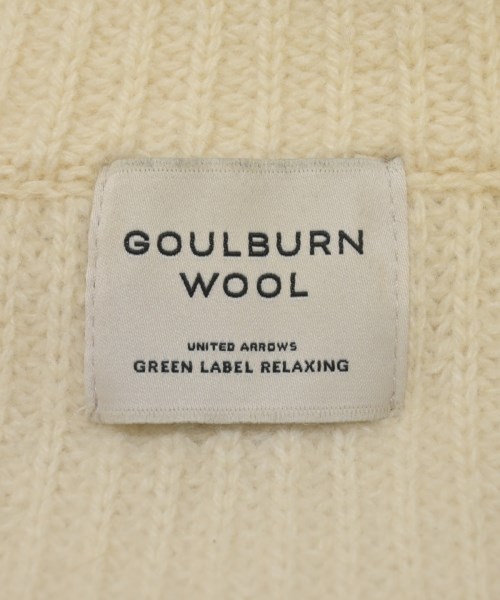 GOULBURN
WOOL
UNITED ARROWS
GREEN LABEL RELAXING